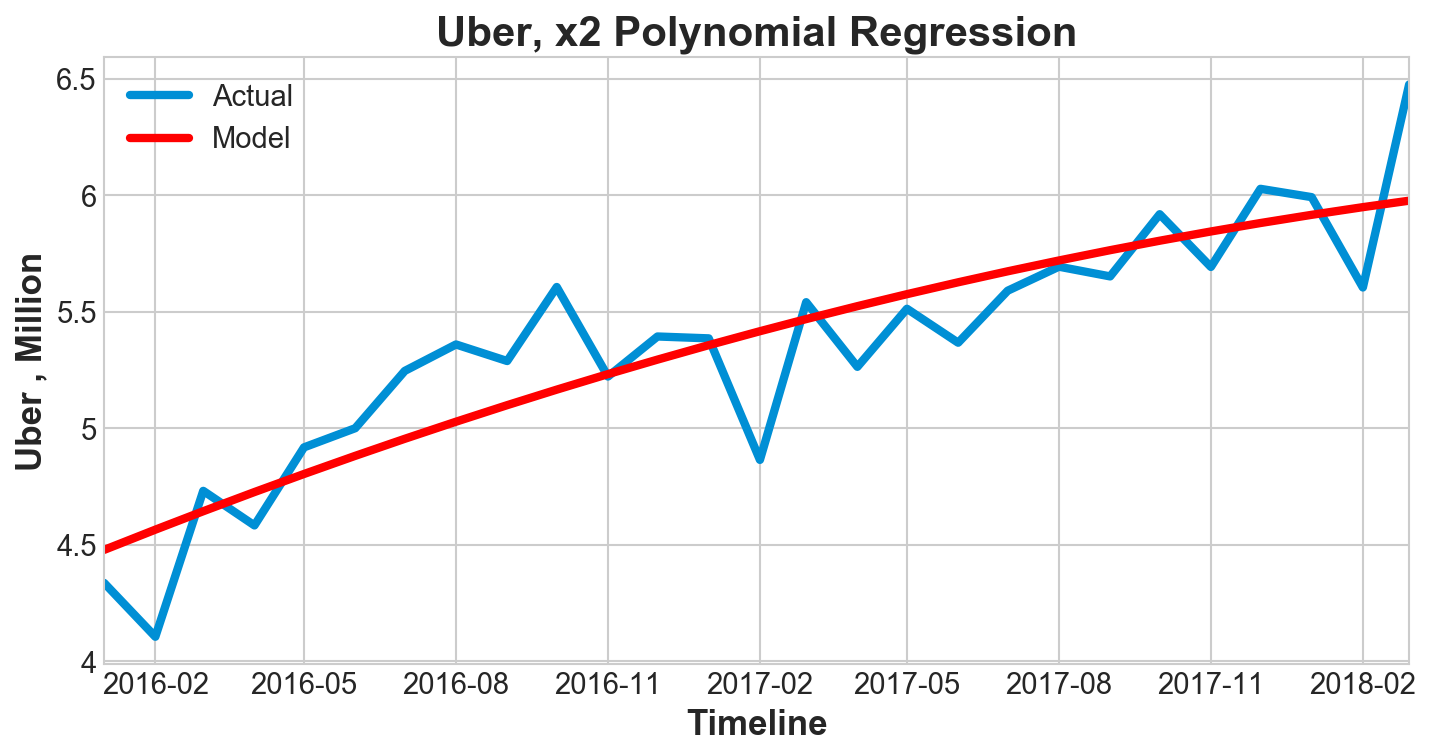 Uber, x2 Polynomial Regression
6.5
Actual
Model
6
5.5
5
4.5
4
Uber , Million
2016-02 2016-05 2016-08 2016-11 2017-02 2017-05 2017-08 2017-11 2018-02
Timeline